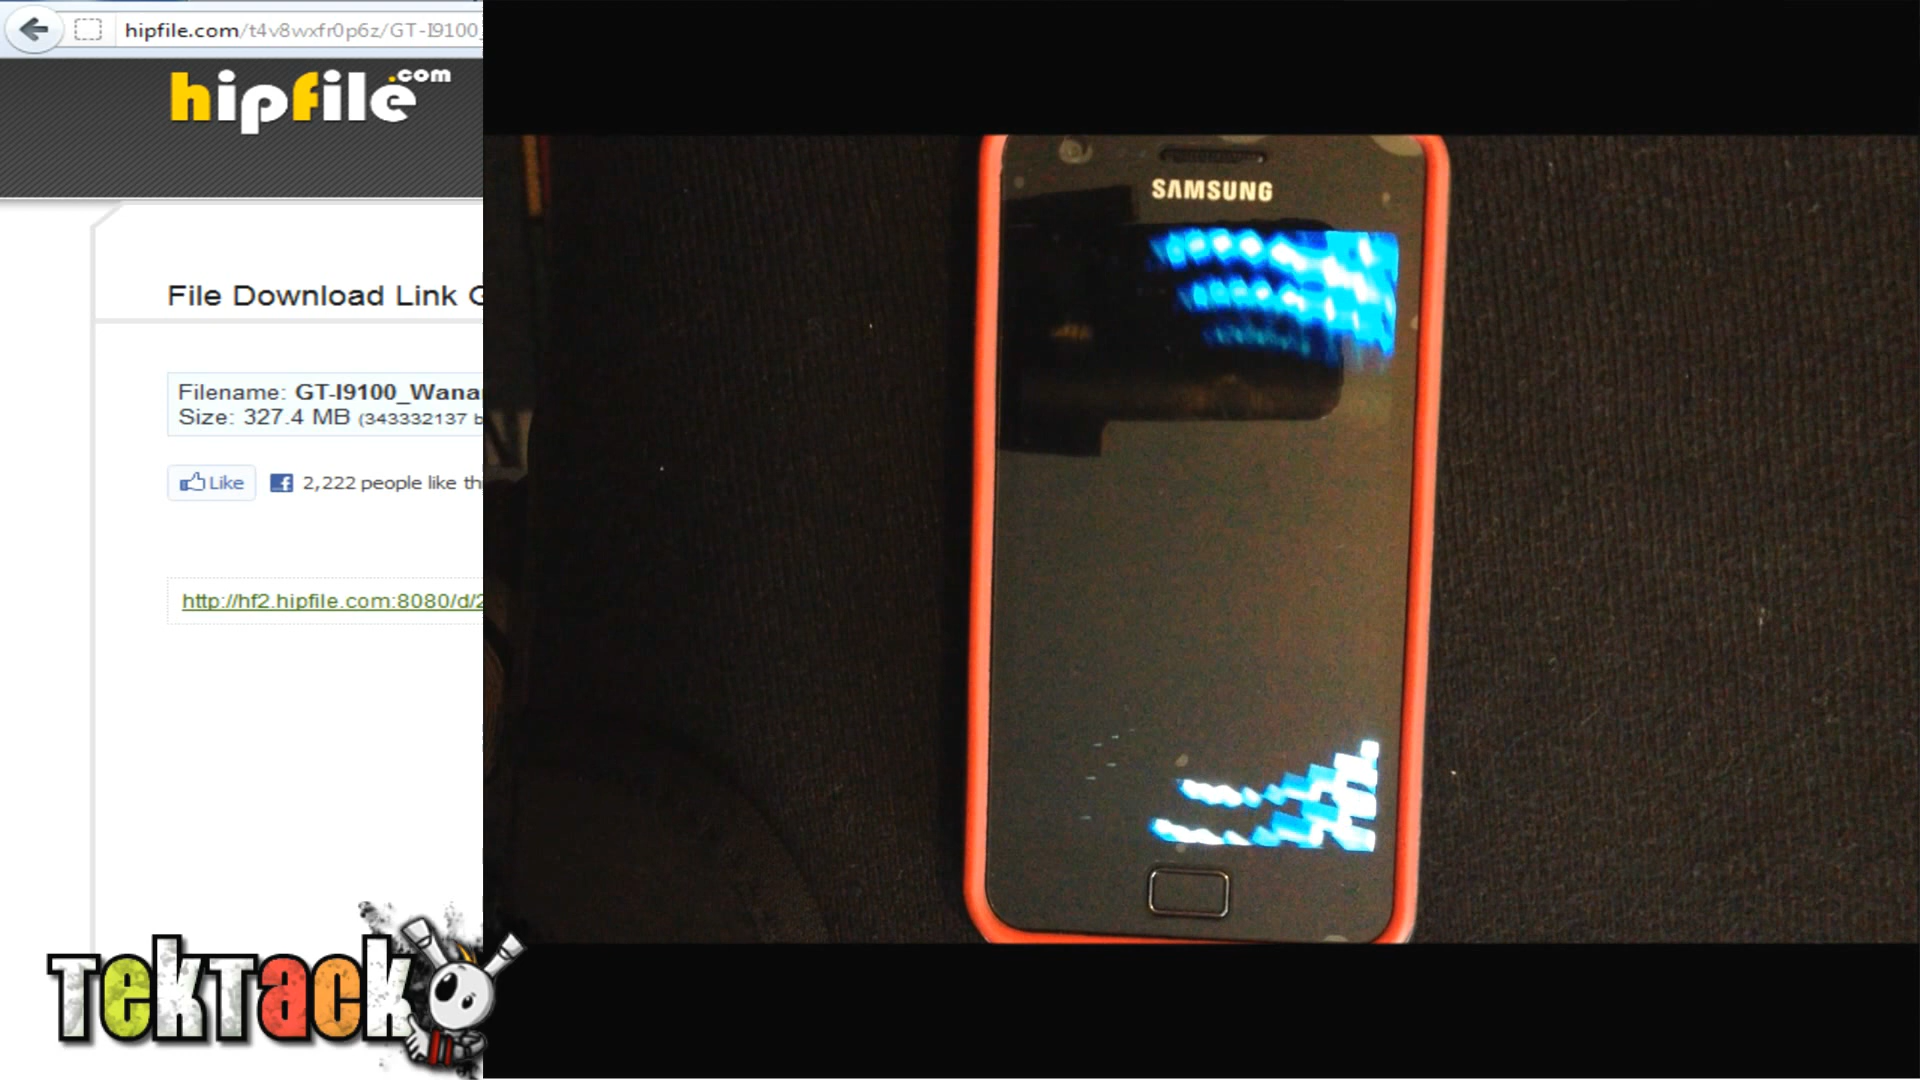 hipfile.com/t4v8wxfr0p6z/GT-I9100
hipfile.com
File Download Link
Filename: GT-I9100_Wana
Size: 327.4 MB (343332137
Like
2,222 people like
http://hf2.hipfile.com:8080/d/2
SAMSUNG
TekTack